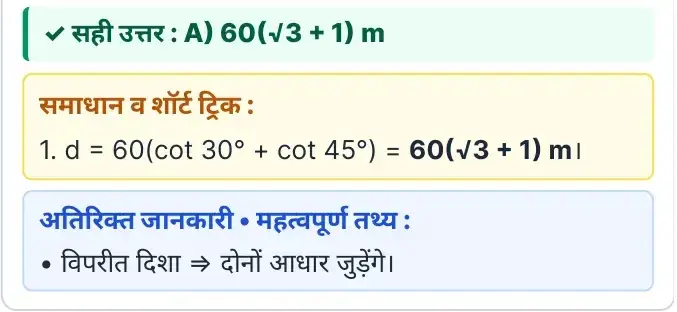 ✓ सही उत्तर : A) 60(√3 + 1) m
समाधान व शॉर्ट ट्रिक :
1. d = 60(cot 30° + cot 45°) = 60(√3 + 1) m।
अतिरिक्त जानकारी • महत्वपूर्ण तथ्य :
• विपरीत दिशा ⇒ दोनों आधार जुड़ेंगे।